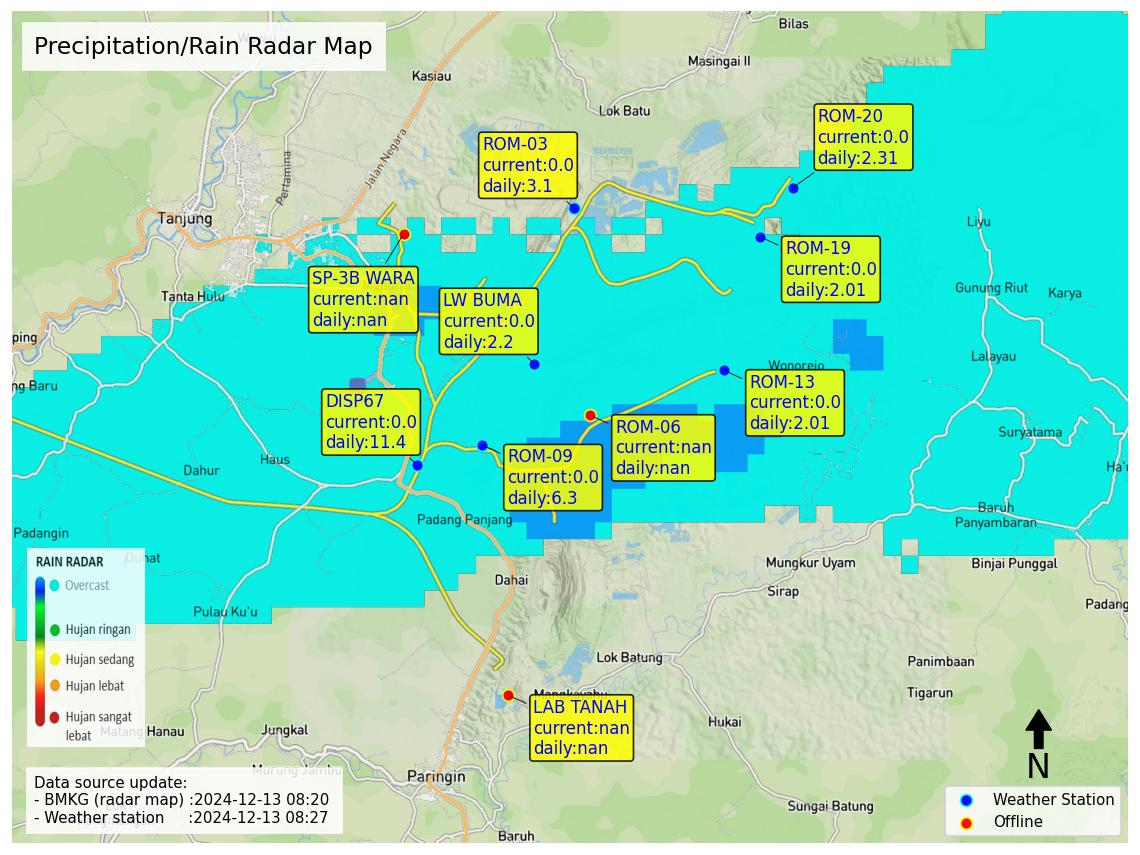 Precipitation/Rain Radar Map
Bilas
Masingai II
Kasiau
Lok Batu
Jalan Negara
Pertamina
Tanjung
Tanta Hulu
ROM-03
current:0.0
daily:3.1
ROM-20
current:0.0
daily:2.31
ROM-19
current:0.0
daily:2.01
SP-3B WARA
current:nan
daily:nan
LW BUMA
current:0.0
daily:2.2
Liyu
Gunung Riut
Karya
Lalayau
Wonorejo
ping
ng Baru
DISP67
current:0.0
daily:11.4
ROM-13
current:0.0
daily:2.01
ROM-06
current:nan
daily:nan
ROM-09
current:0.0
daily:6.3
Suryatama
Haus
Dahur
Padang Panjang
Baruh
Panyambaran
Padangin
Mungkur Uyam
Binjai Punggal
Dahai
Sirap
Pulau Ku'u
Padang
RAIN RADAR
Overcast
Hujan ringan
Hujan sedang
Hujan lebat
Hujan sangat
lebat
Lok Batung
Panimbaan
Tigarun
LAB TANAH
current:nan
daily:nan
Hukai
Matang Hanau
Jungkal
Murung Jambu
Paringin
Sungai Batung
Baruh
N
Data source update:
- BMKG (radar map) :2024-12-13 08:20
- Weather station :2024-12-13 08:27
Weather Station
Offline